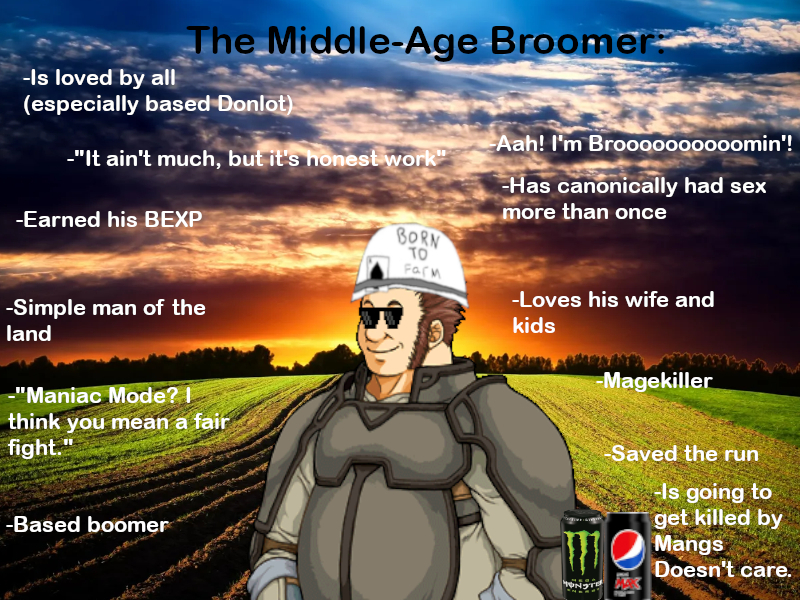 The Middle-Age Broomer:
-Is loved by all
(especially based Donlot)
-"It ain't much, but it's honest work"
-Aah! I'm Broooooooooomin'!
-Has canonically had sex
more than once
-Earned his BEXP
BORN
TO
FARM
-Simple man of the
land
-Loves his wife and
kids
-"Maniac Mode? I
think you mean a fair
fight."
-Magekiller
-Saved the run
-Based boomer
-Is going to
get killed by
Mangs
Doesn't care.
MONSTER
MAX